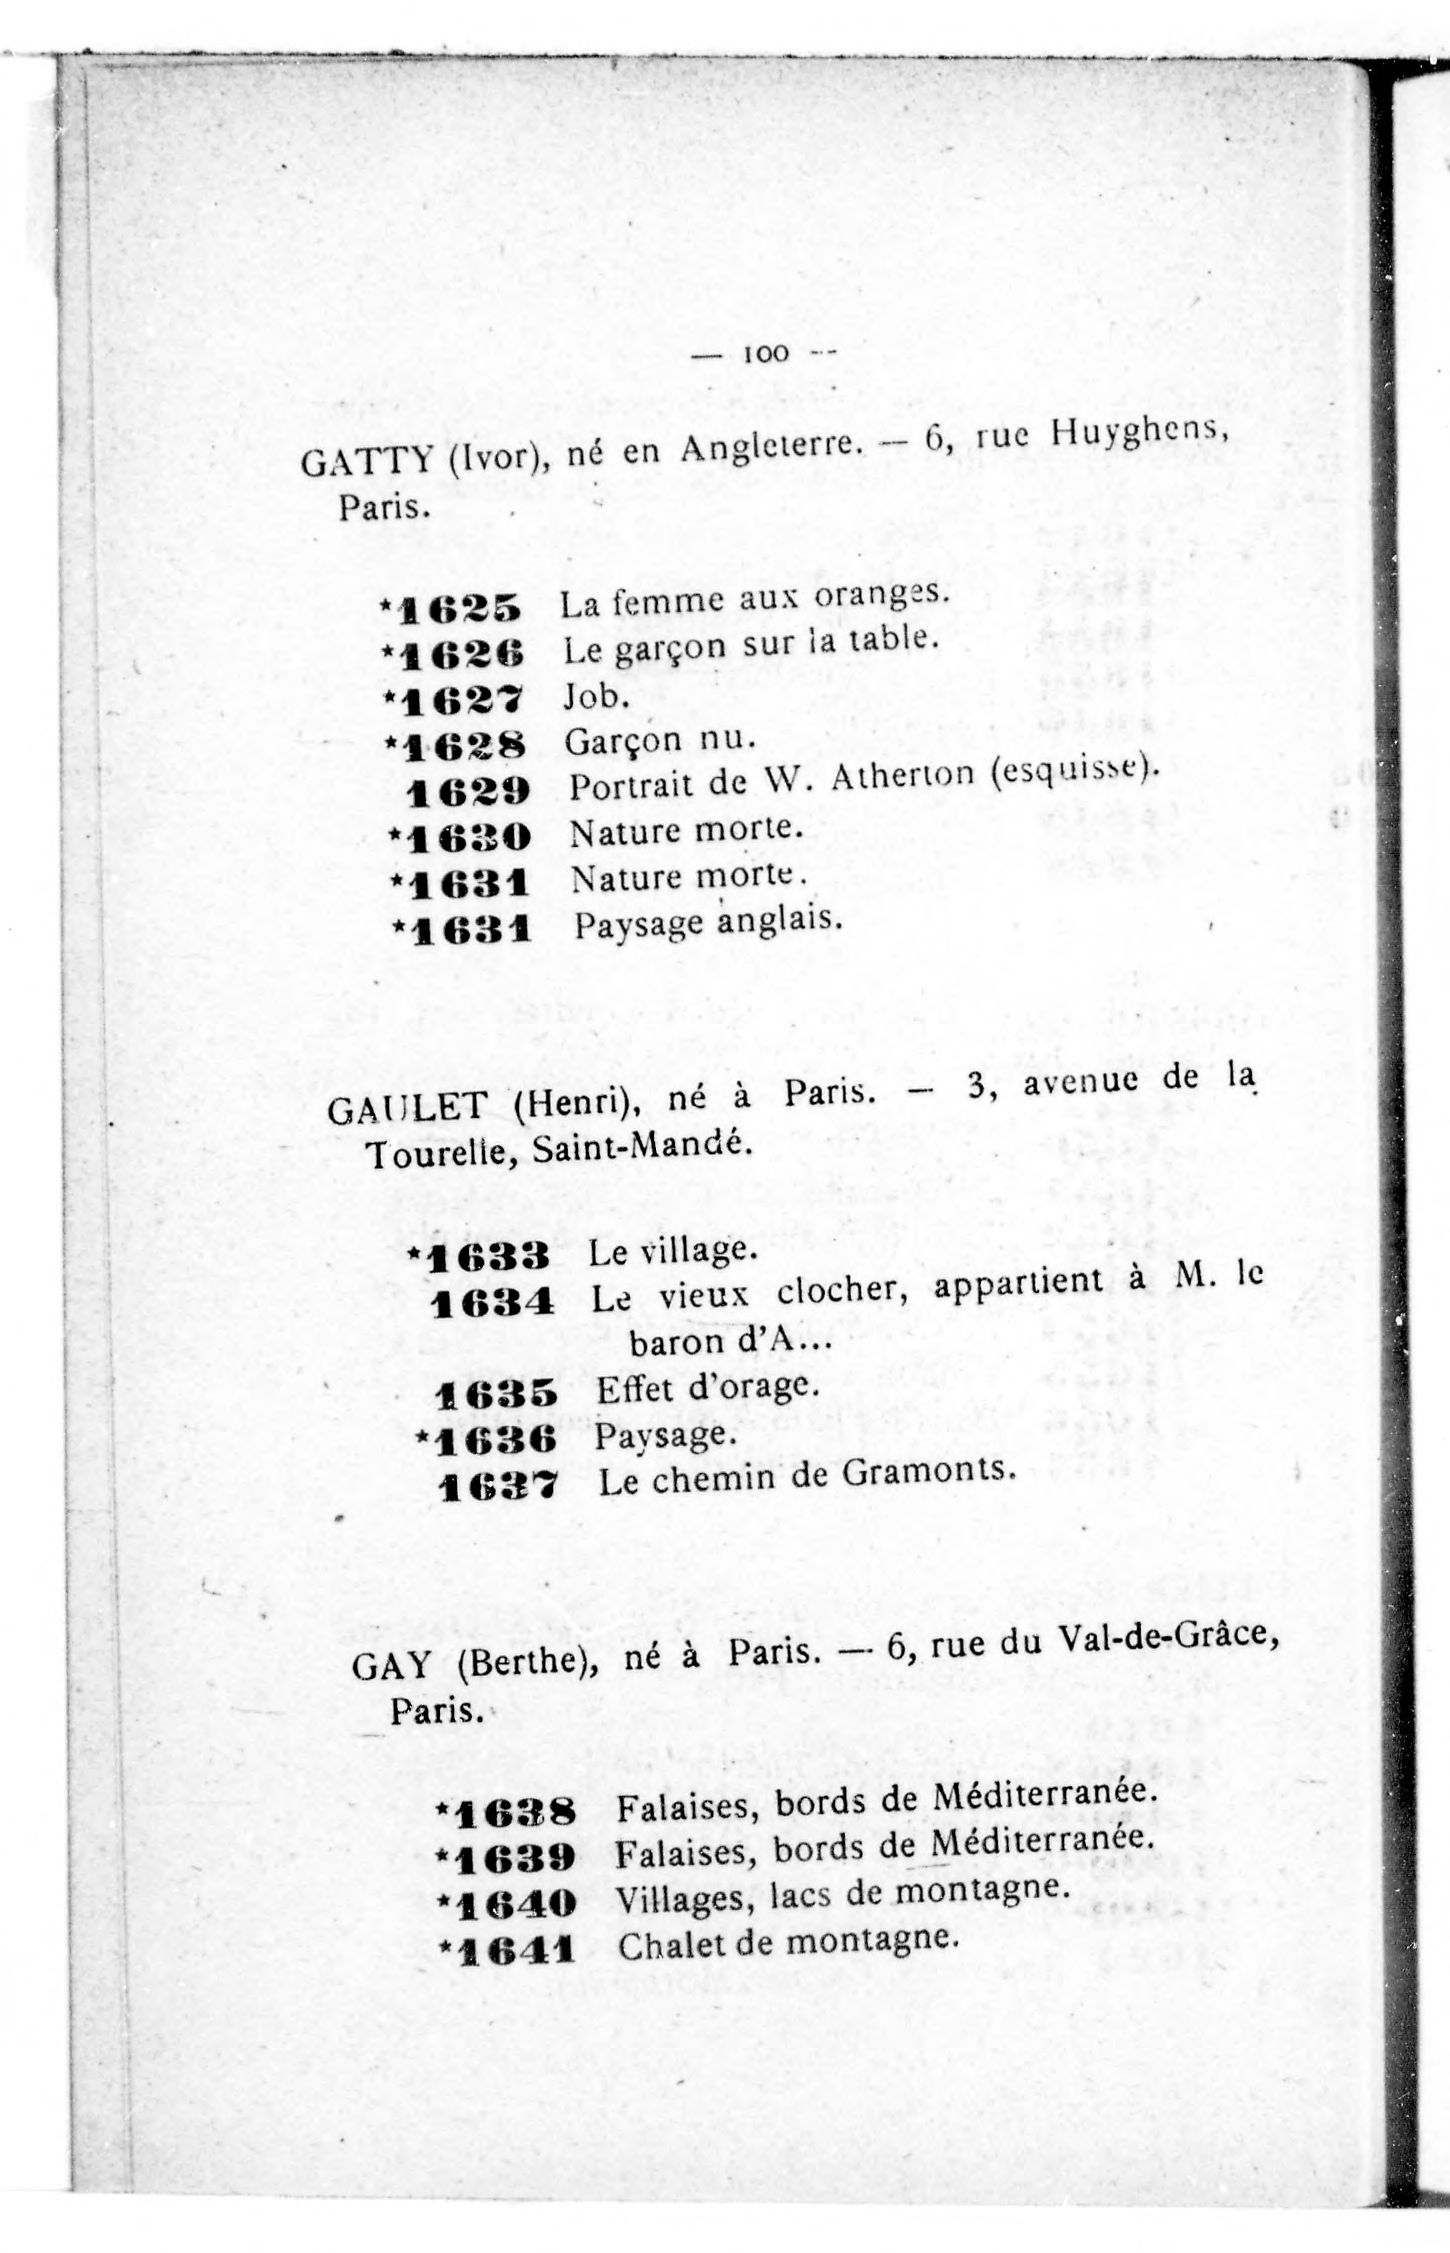 — 100 —
GATTY (Ivor), né en Angleterre. — 6, rue Huyghens,
Paris.
*1625 La femme aux oranges.
*1626 Le garçon sur la table.
*1627 Job.
*1628 Garçon nu.
1629 Portrait de W. Atherton (esquisse).
*1630 Nature morte.
*1631 Nature morte.
*1631 Paysage anglais.
GAULET (Henri), né à Paris. — 3, avenue de la
Tourelle, Saint-Mandé.
*1633 Le village.
1634 Le vieux clocher, appartient à M. le
baron d'A...
1635 Effet d'orage.
*1636 Paysage.
1637 Le chemin de Gramonts.
GAY (Berthe), né à Paris. — 6, rue du Val-de-Grâce,
Paris.
*1638 Falaises, bords de Méditerranée.
*1639 Falaises, bords de Méditerranée.
*1640 Villages, lacs de montagne.
*1641 Chalet de montagne.